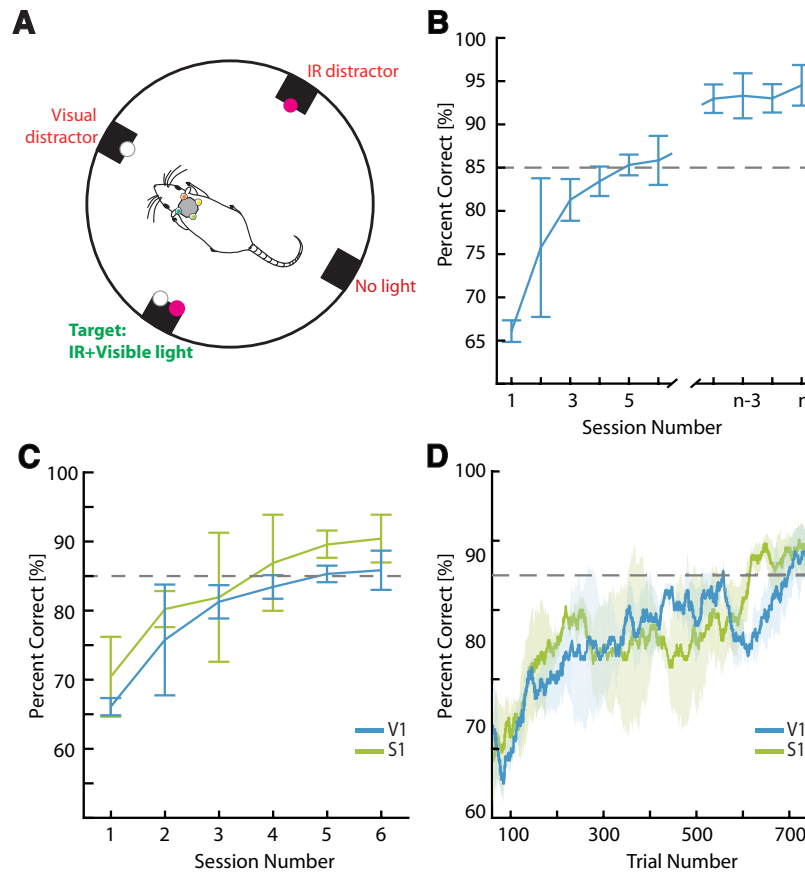 A
IR distractor
Visual
distractor
No light
Target:
IR+Visible light
B
100
95
90
85
80
75
70
65
Percent Correct [%]
1
3
5
n-3
n
Session Number
C
100
90
80
70
60
Percent Correct [%]
V1
S1
1
2
3
4
5
6
Session Number
D
100
90
80
70
60
Percent Correct [%]
V1
S1
100
300
500
700
Trial Number